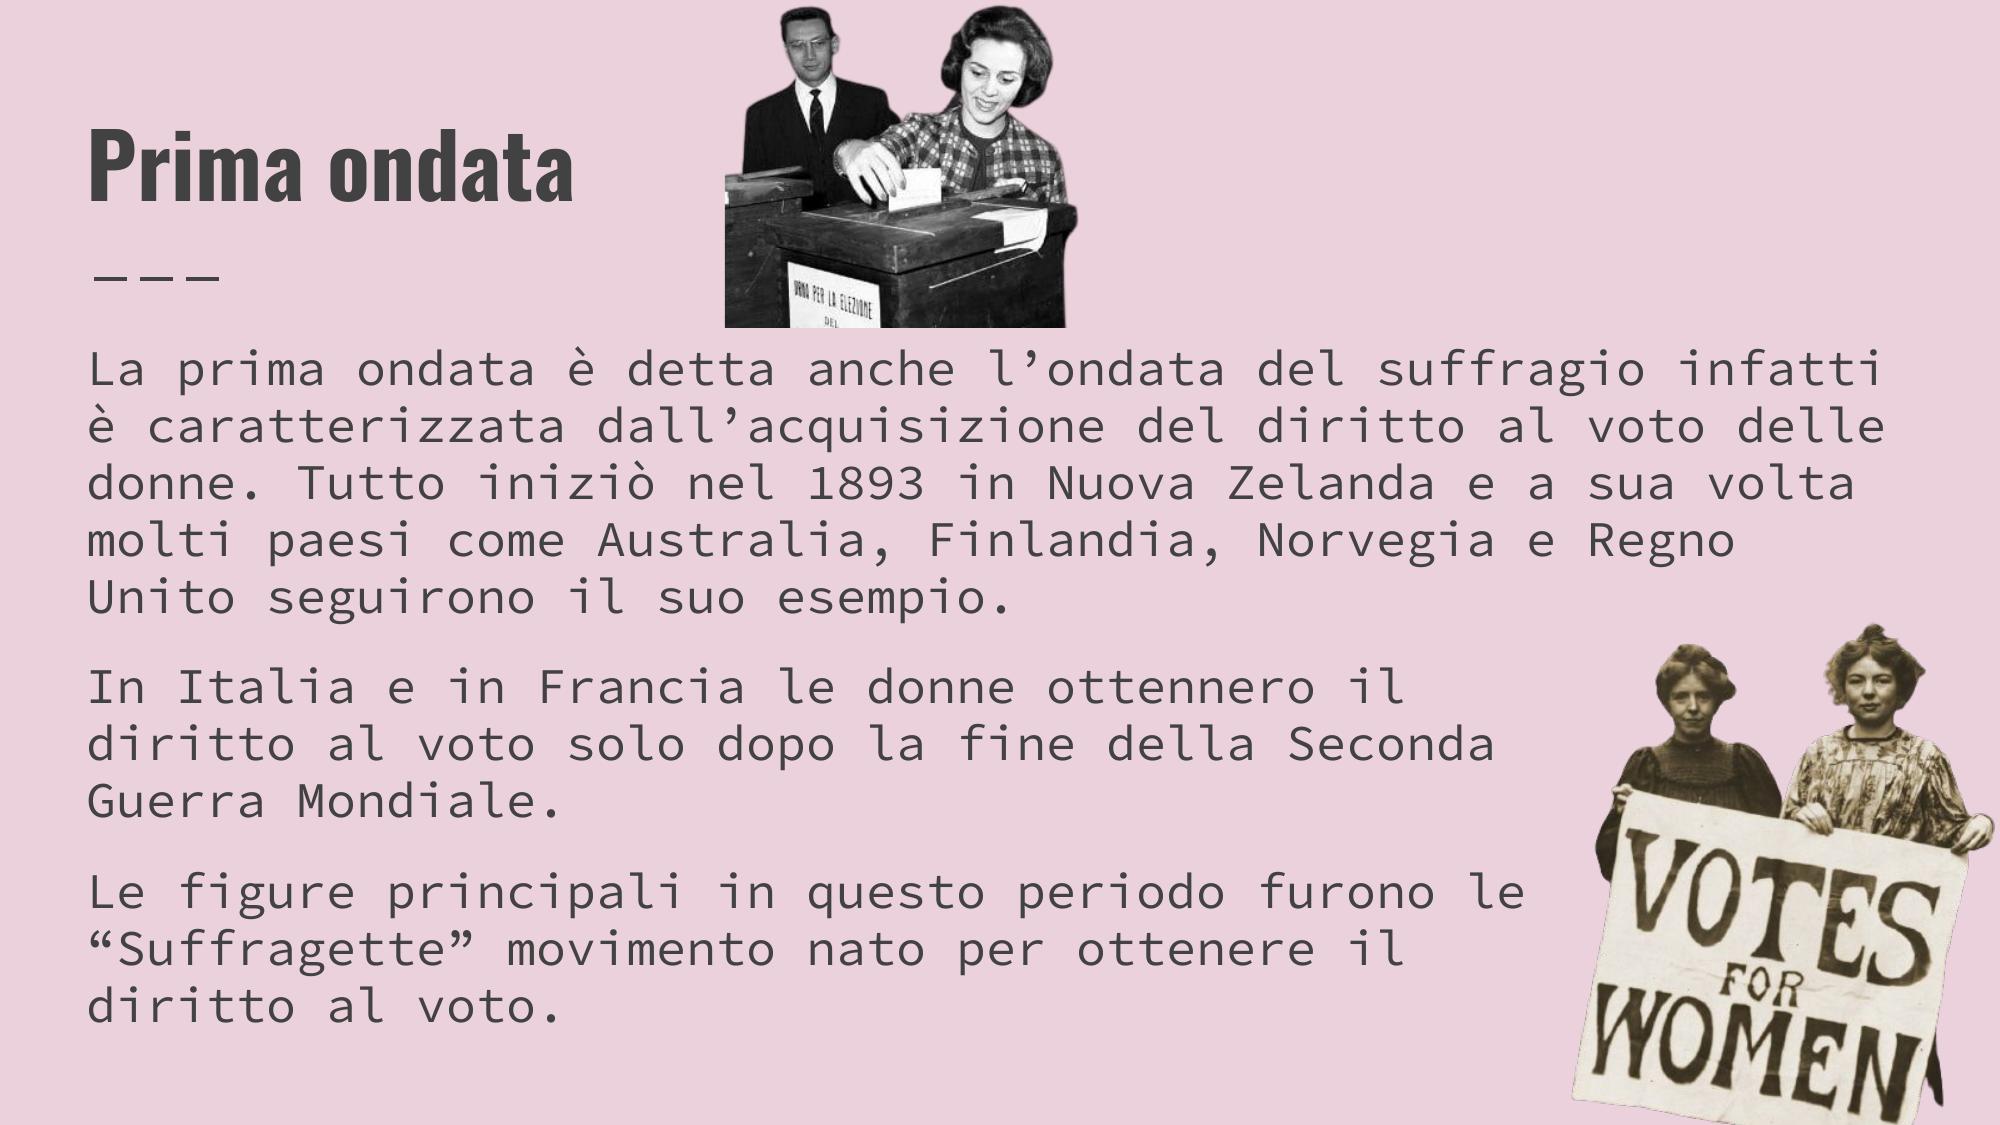 Prima ondata
URNA PER LA ELEZIONE
DEL
La prima ondata è detta anche l’ondata del suffragio infatti
è caratterizzata dall’acquisizione del diritto al voto delle
donne. Tutto iniziò nel 1893 in Nuova Zelanda e a sua volta
molti paesi come Australia, Finlandia, Norvegia e Regno
Unito seguirono il suo esempio.
In Italia e in Francia le donne ottennero il
diritto al voto solo dopo la fine della Seconda
Guerra Mondiale.
Le figure principali in questo periodo furono le
“Suffragette” movimento nato per ottenere il
diritto al voto.
VOTES
FOR
WOMEN